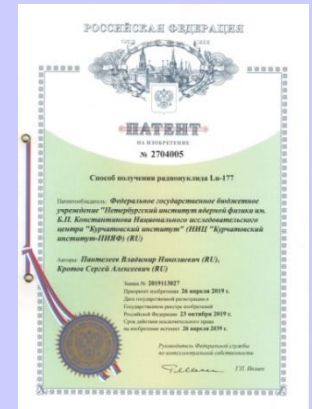 РОССИЙСКАЯ ФЕДЕРАЦИЯ
ПАТЕНТ
НА ИЗОБРЕТЕНИЕ
№ 2704005
Способ получения радионуклида Lu-177
Патентообладатель: Федеральное государственное бюджетное
учреждение "Петербургский институт ядерной физики им.
Б.П. Константинова Национального исследовательского
центра "Курчатовский институт" (НИЦ "Курчатовский
институт-ПИЯФ) (RU)
Авторы: Пантелеев Владимир Николаевич (RU),
Кротов Сергей Алексеевич (RU)
Заявка № 2019113027
Приоритет изобретения 26 апреля 2019 г.
Дата государственной регистрации в
Государственном реестре изобретений
Российской Федерации 23 октября 2019 г.
Срок действия исключительного права
на изобретение истекает 26 апреля 2039 г.
Руководитель Федеральной службы
по интеллектуальной собственности
Г.П. Ивлиев